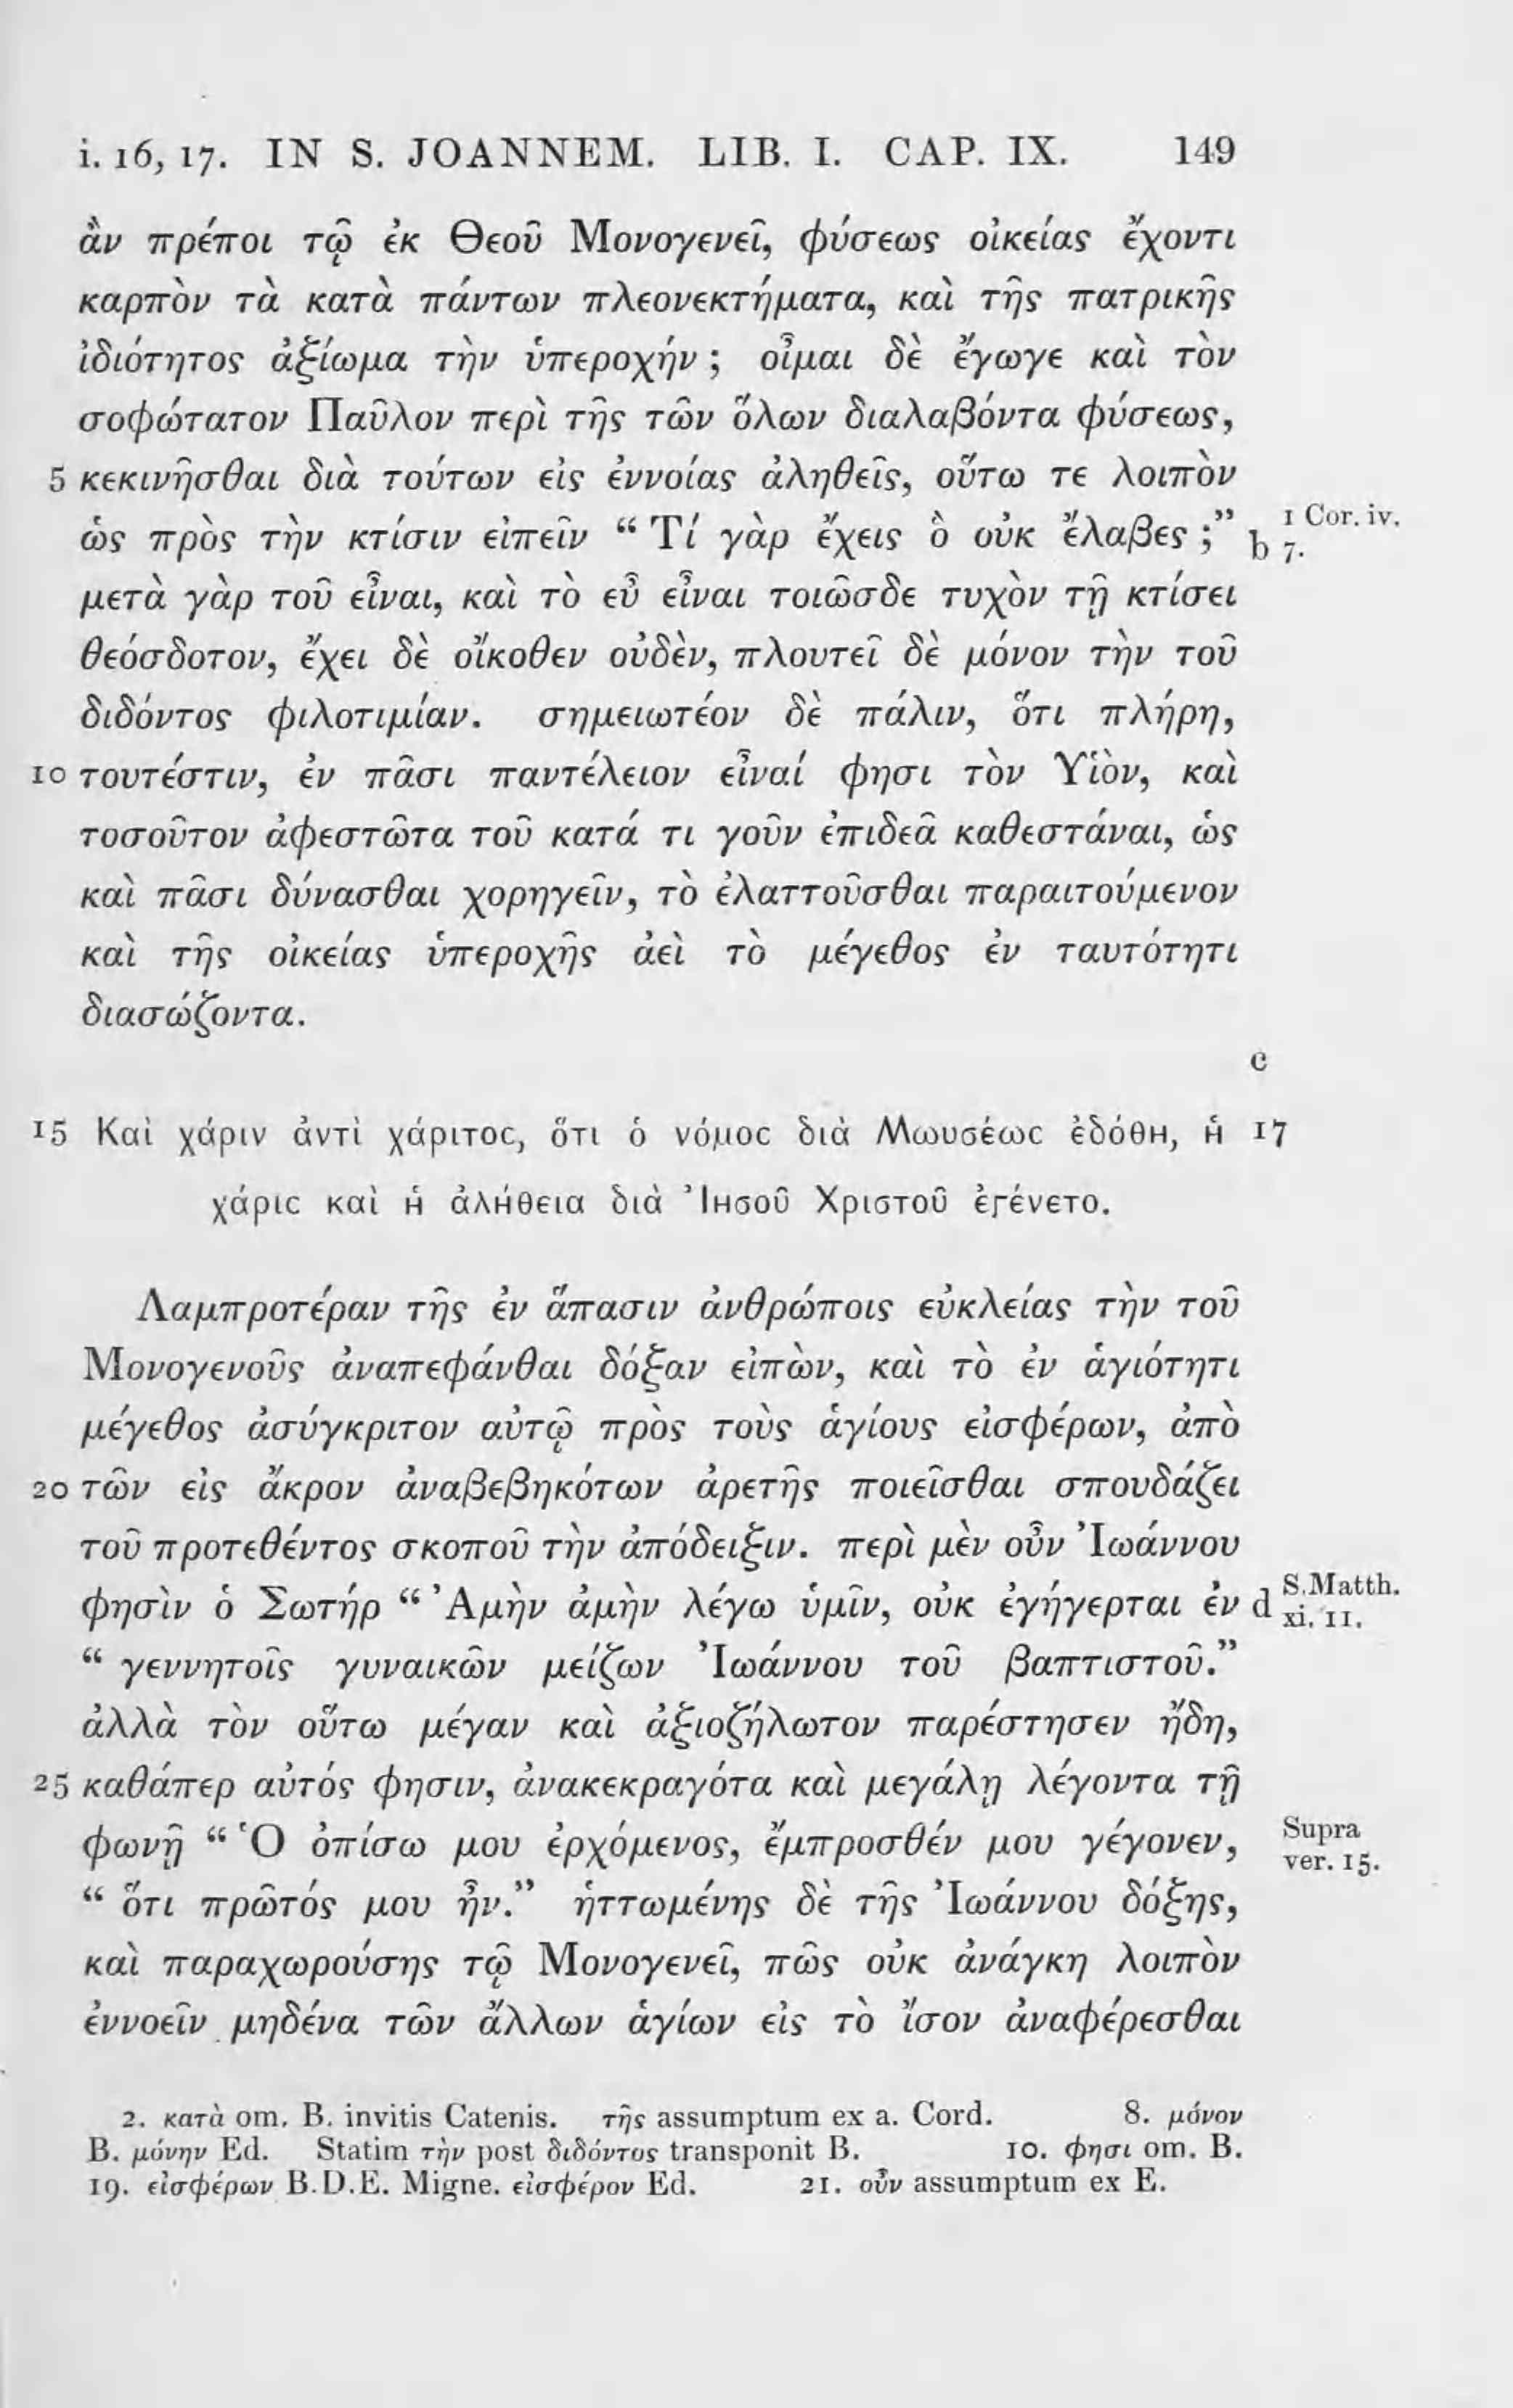 i. 16, 17. IN S. JOANNEM. LIB. I. CAP. IX. 149
ἂν πρέποι τῷ ἐκ Θεοῦ Μονογενεῖ, φύσεως οἰκείας ἔχοντι
καρπὸν τὰ κατὰ πάντων πλεονεκτήματα, καὶ τῆς πατρικῆς
ἰδιότητος ἀξίωμα τὴν ὑπεροχήν ; οἶμαι δὲ ἔγωγε καὶ τὸν
σοφώτατον Παῦλον περὶ τῆς τῶν ὅλων διαλαβόντα φύσεως,
5 κεκινῆσθαι διὰ τούτων εἰς ἐννοίας ἀληθεῖς, οὕτω τε λοιπὸν
ὡς πρὸς τὴν κτίσιν εἰπεῖν “ Τί γὰρ ἔχεις ὃ οὐκ ἔλαβες ;” b 1 Cor. iv. 7.
μετὰ γὰρ τοῦ εἶναι, καὶ τὸ εὖ εἶναι τοιῶσδε τυχὸν τῇ κτίσει
θεόσδοτον, ἔχει δὲ οἴκοθεν οὐδὲν, πλουτεῖ δὲ μόνον τὴν τοῦ
διδόντος φιλοτιμίαν. σημειωτέον δὲ πάλιν, ὅτι πλήρη,
10 τουτέστιν, ἐν πᾶσι παντέλειον εἶναί φησι τὸν Υἱὸν, καὶ
τοσοῦτον ἀφεστῶτα τοῦ κατά τι γοῦν ἐπιδεᾶ καθεστάναι, ὡς
καὶ πᾶσι δύνασθαι χορηγεῖν, τὸ ἐλαττοῦσθαι παραιτούμενον
καὶ τῆς οἰκείας ὑπεροχῆς ἀεὶ τὸ μέγεθος ἐν ταυτότητι
διασώζοντα.
c
15 Καὶ χάριν ἀντὶ χάριτος, ὅτι ὁ νόμος διὰ Μωυσέως ἐδόθη, ἡ 17
χάρις καὶ ἡ ἀλήθεια διὰ Ἰησοῦ Χριστοῦ ἐγένετο.
Λαμπροτέραν τῆς ἐν ἅπασιν ἀνθρώποις εὐκλείας τὴν τοῦ
Μονογενοῦς ἀναπεφάνθαι δόξαν εἰπὼν, καὶ τὸ ἐν ἁγιότητι
μέγεθος ἀσύγκριτον αὐτῷ πρὸς τοὺς ἁγίους εἰσφέρων, ἀπὸ
20 τῶν εἰς ἄκρον ἀναβεβηκότων ἀρετῆς ποιεῖσθαι σπουδάζει
τοῦ προτεθέντος σκοποῦ τὴν ἀπόδειξιν. περὶ μὲν οὖν Ἰωάννου
φησὶν ὁ Σωτήρ “ Ἀμὴν ἀμὴν λέγω ὑμῖν, οὐκ ἐγήγερται ἐν d S. Matth. xi. 11.
“ γεννητοῖς γυναικῶν μείζων Ἰωάννου τοῦ βαπτιστοῦ.”
ἀλλὰ τὸν οὕτω μέγαν καὶ ἀξιοζήλωτον παρέστησεν ἤδη,
25 καθάπερ αὐτός φησιν, ἀνακεκραγότα καὶ μεγάλῃ λέγοντα τῇ
φωνῇ “ Ὁ ὀπίσω μου ἐρχόμενος, ἔμπροσθέν μου γέγονεν, Supra ver. 15.
“ ὅτι πρῶτός μου ἦν.” ἡττωμένης δὲ τῆς Ἰωάννου δόξης,
καὶ παραχωρούσης τῷ Μονογενεῖ, πῶς οὐκ ἀνάγκη λοιπὸν
ἐννοεῖν μηδένα τῶν ἄλλων ἁγίων εἰς τὸ ἴσον ἀναφέρεσθαι
2. κατὰ om. B. invitis Catenis. τῆς assumptum ex a. Cord. 8. μόνον
B. μόνην Ed. Statim τὴν post διδόντος transponit B. 10. φησι om. B.
19. εἰσφέρων B.D.E. Migne. εἰσφέρον Ed. 21. οὖν assumptum ex E.